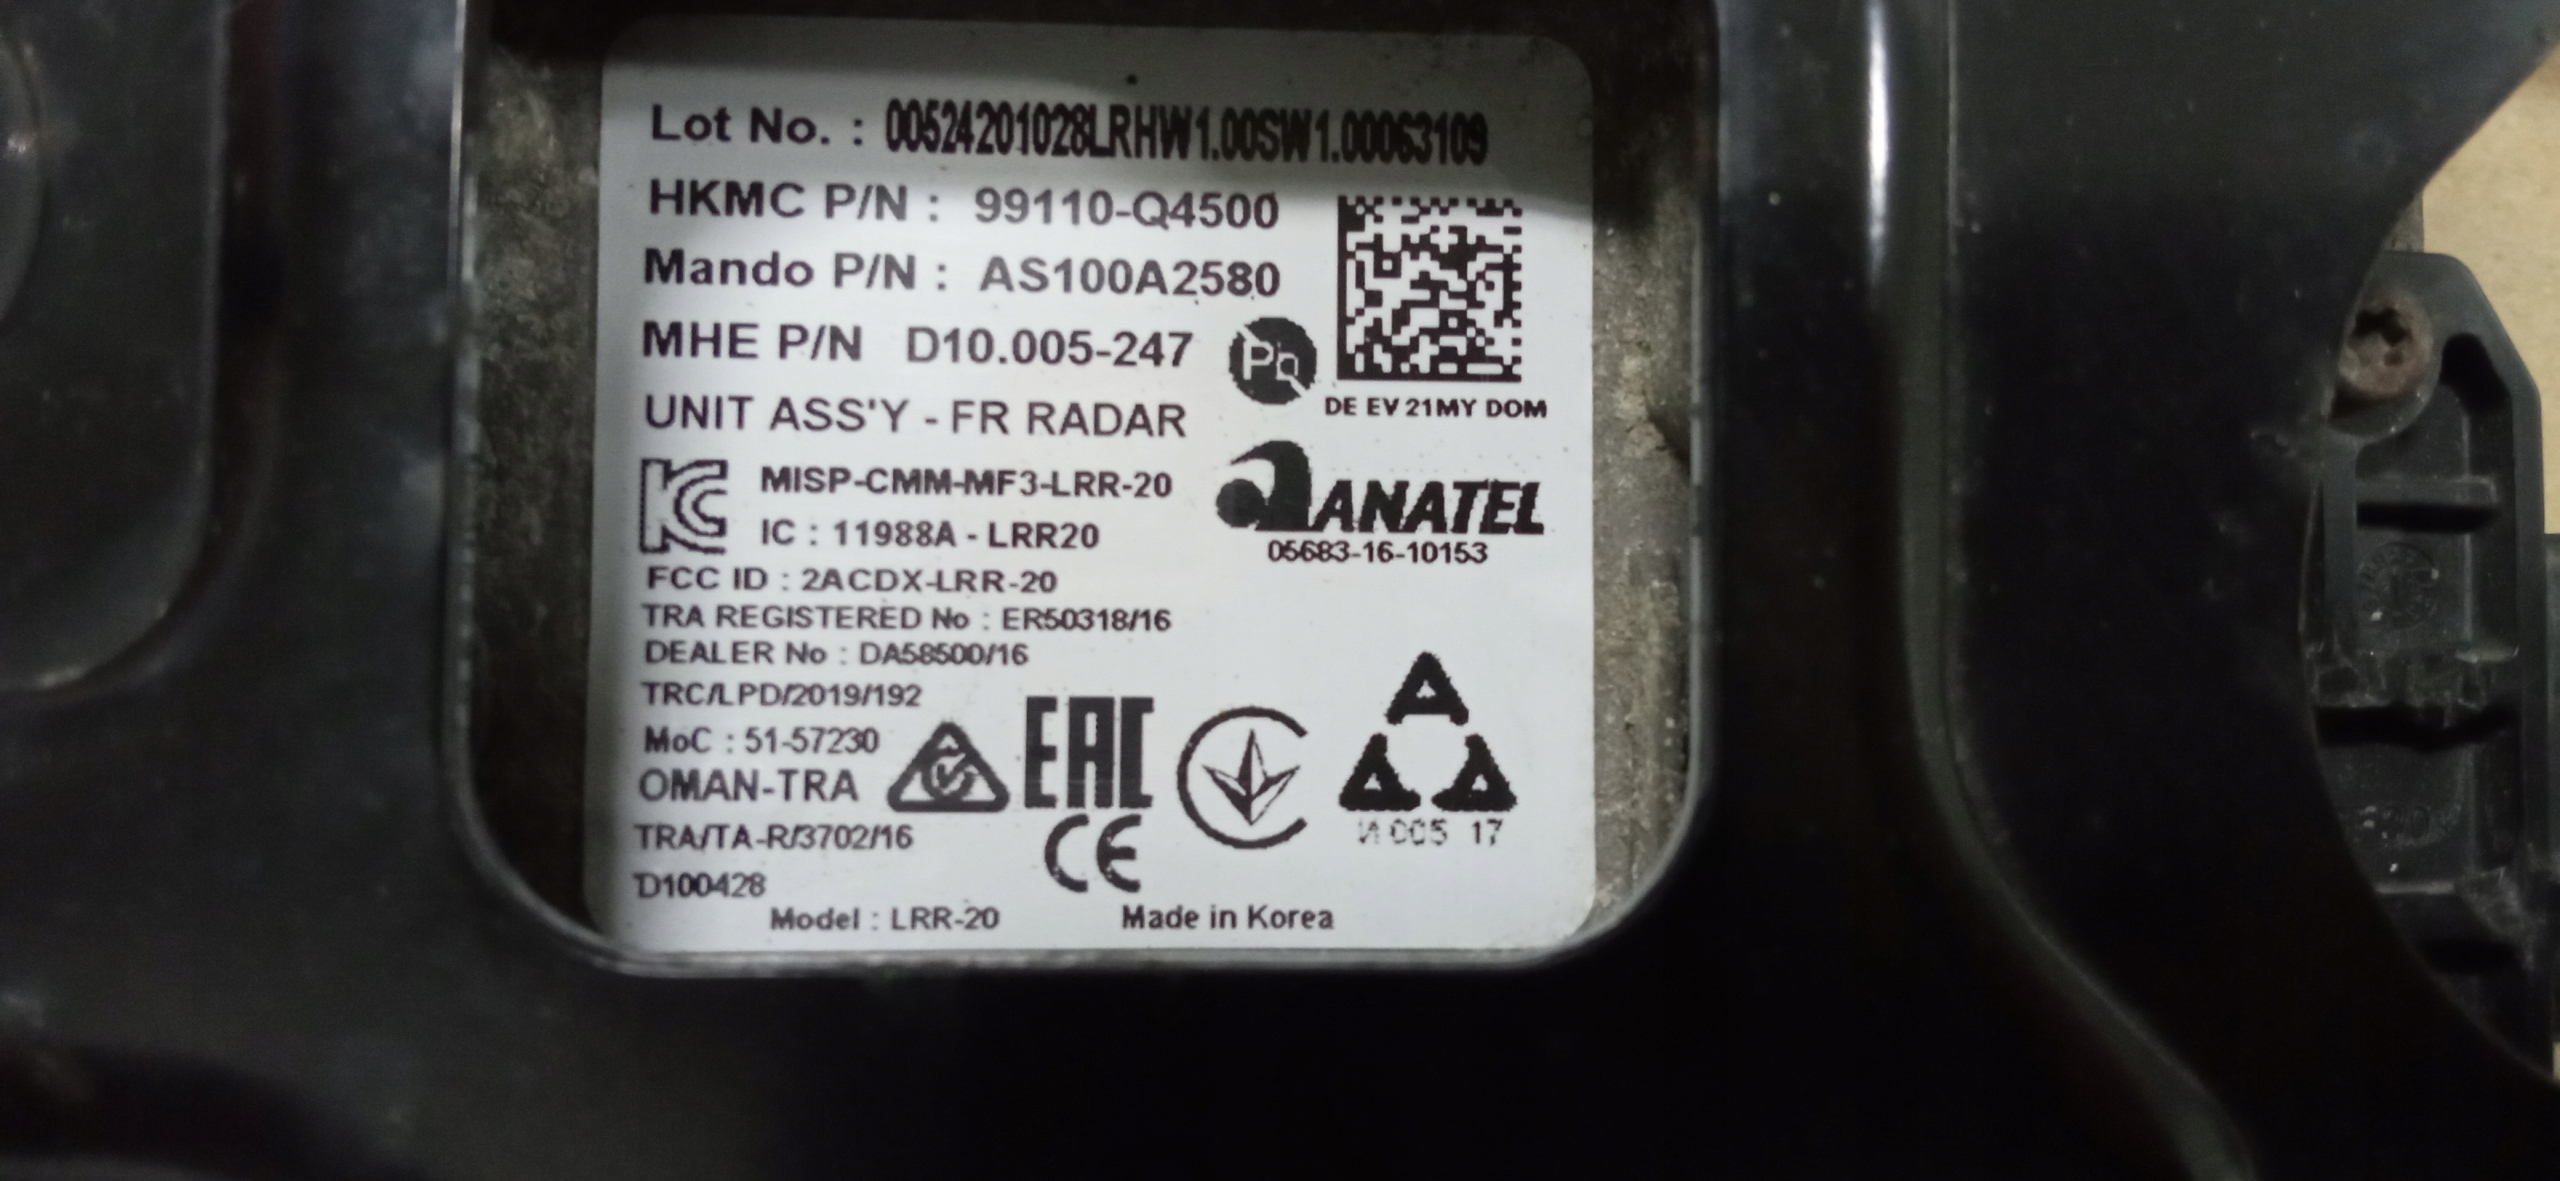 Lot No. : 00524201028LRHW1.00SW1.00063109
HKMC P/N : 99110-Q4500
Mando P/N : AS100A2580
MHE P/N D10.005-247
Pb
DE EV 21MY DOM
UNIT ASS'Y - FR RADAR
MISP-CMM-MF3-LRR-20
IC : 11988A - LRR20
ANATEL
05683-16-10153
FCC ID : 2ACDX-LRR-20
TRA REGISTERED No : ER50318/16
DEALER No : DA58500/16
TRC/LPD/2019/192
MoC : 51-57230
OMAN-TRA
EAC
TRA/TA-R/3702/16
CE
И 005 17
D100428
Model : LRR-20
Made in Korea